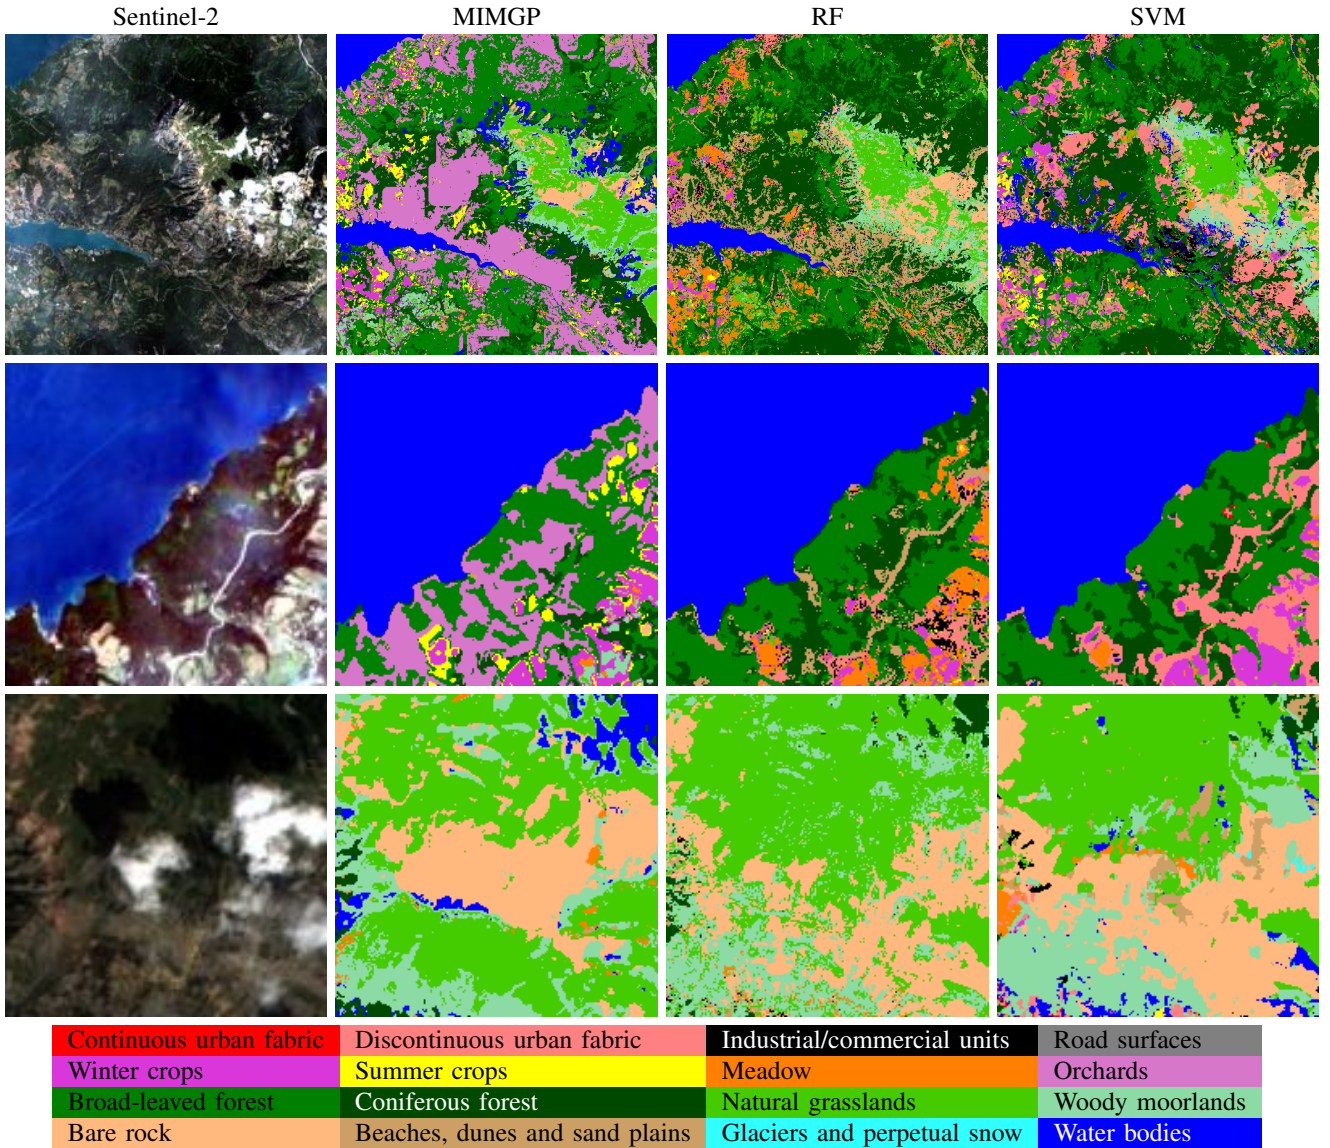 Sentinel-2 MIMGP RF SVM
Continuous urban fabric Discontinuous urban fabric Industrial/commercial units Road surfaces
Winter crops Summer crops Meadow Orchards
Broad-leaved forest Coniferous forest Natural grasslands Woody moorlands
Bare rock Beaches, dunes and sand plains Glaciers and perpetual snow Water bodies